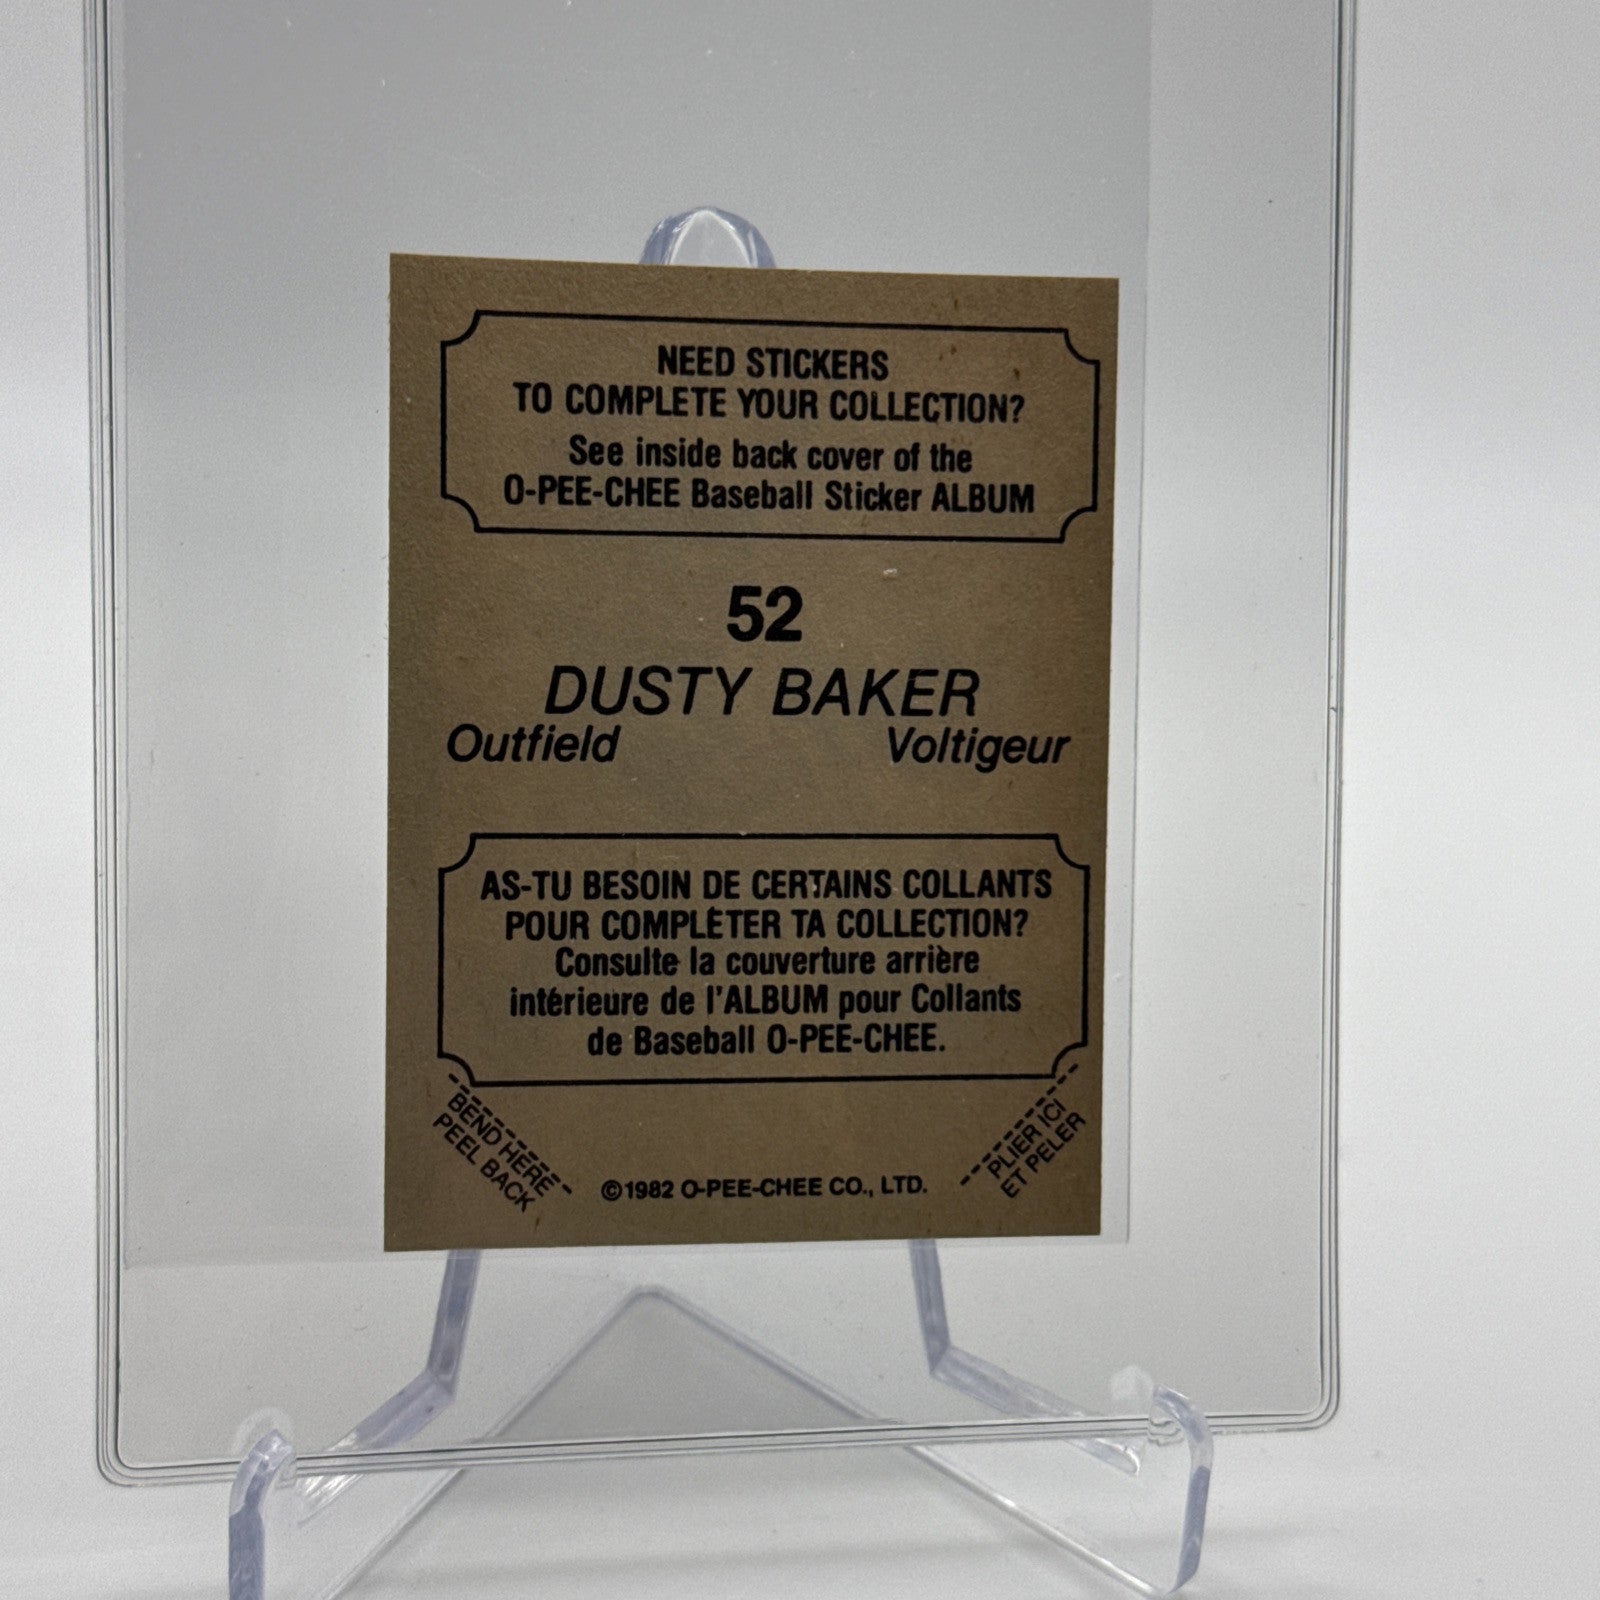 NEED STICKERS
TO COMPLETE YOUR COLLECTION?
See inside back cover of the
O-PEE-CHEE Baseball Sticker ALBUM
52
DUSTY BAKER
Outfield Voltigeur
AS-TU BESOIN DE CERTAINS COLLANTS
POUR COMPLÉTER TA COLLECTION?
Consulte la couverture arrière
intérieure de l'ALBUM pour Collants
de Baseball O-PEE-CHEE.
BEND HERE
PEEL BACK
©1982 O-PEE-CHEE CO., LTD.
PLIER ICI
ET PELER